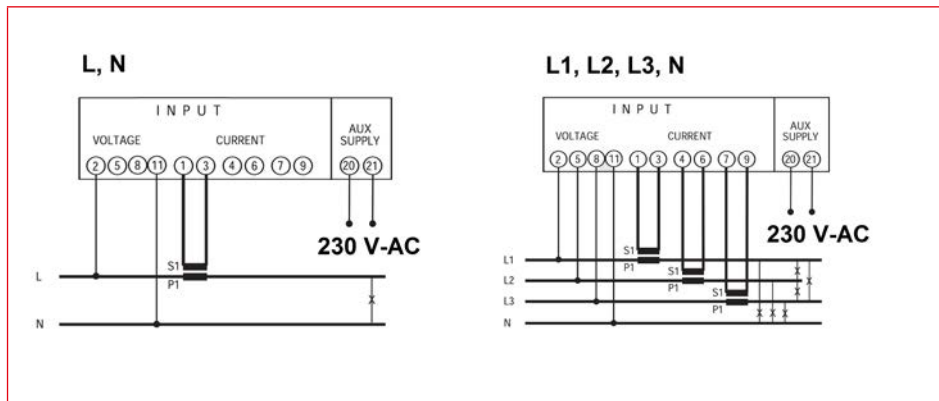 L, N
INPUT
VOLTAGE CURRENT AUX SUPPLY
2 5 8 11 1 3 4 6 7 9 20 21
230 V-AC
S1
L
P1
N
L1, L2, L3, N
INPUT
VOLTAGE CURRENT AUX SUPPLY
2 5 8 11 1 3 4 6 7 9 20 21
230 V-AC
S1
L1
P1
S1
L2
P1
S1
L3
P1
N